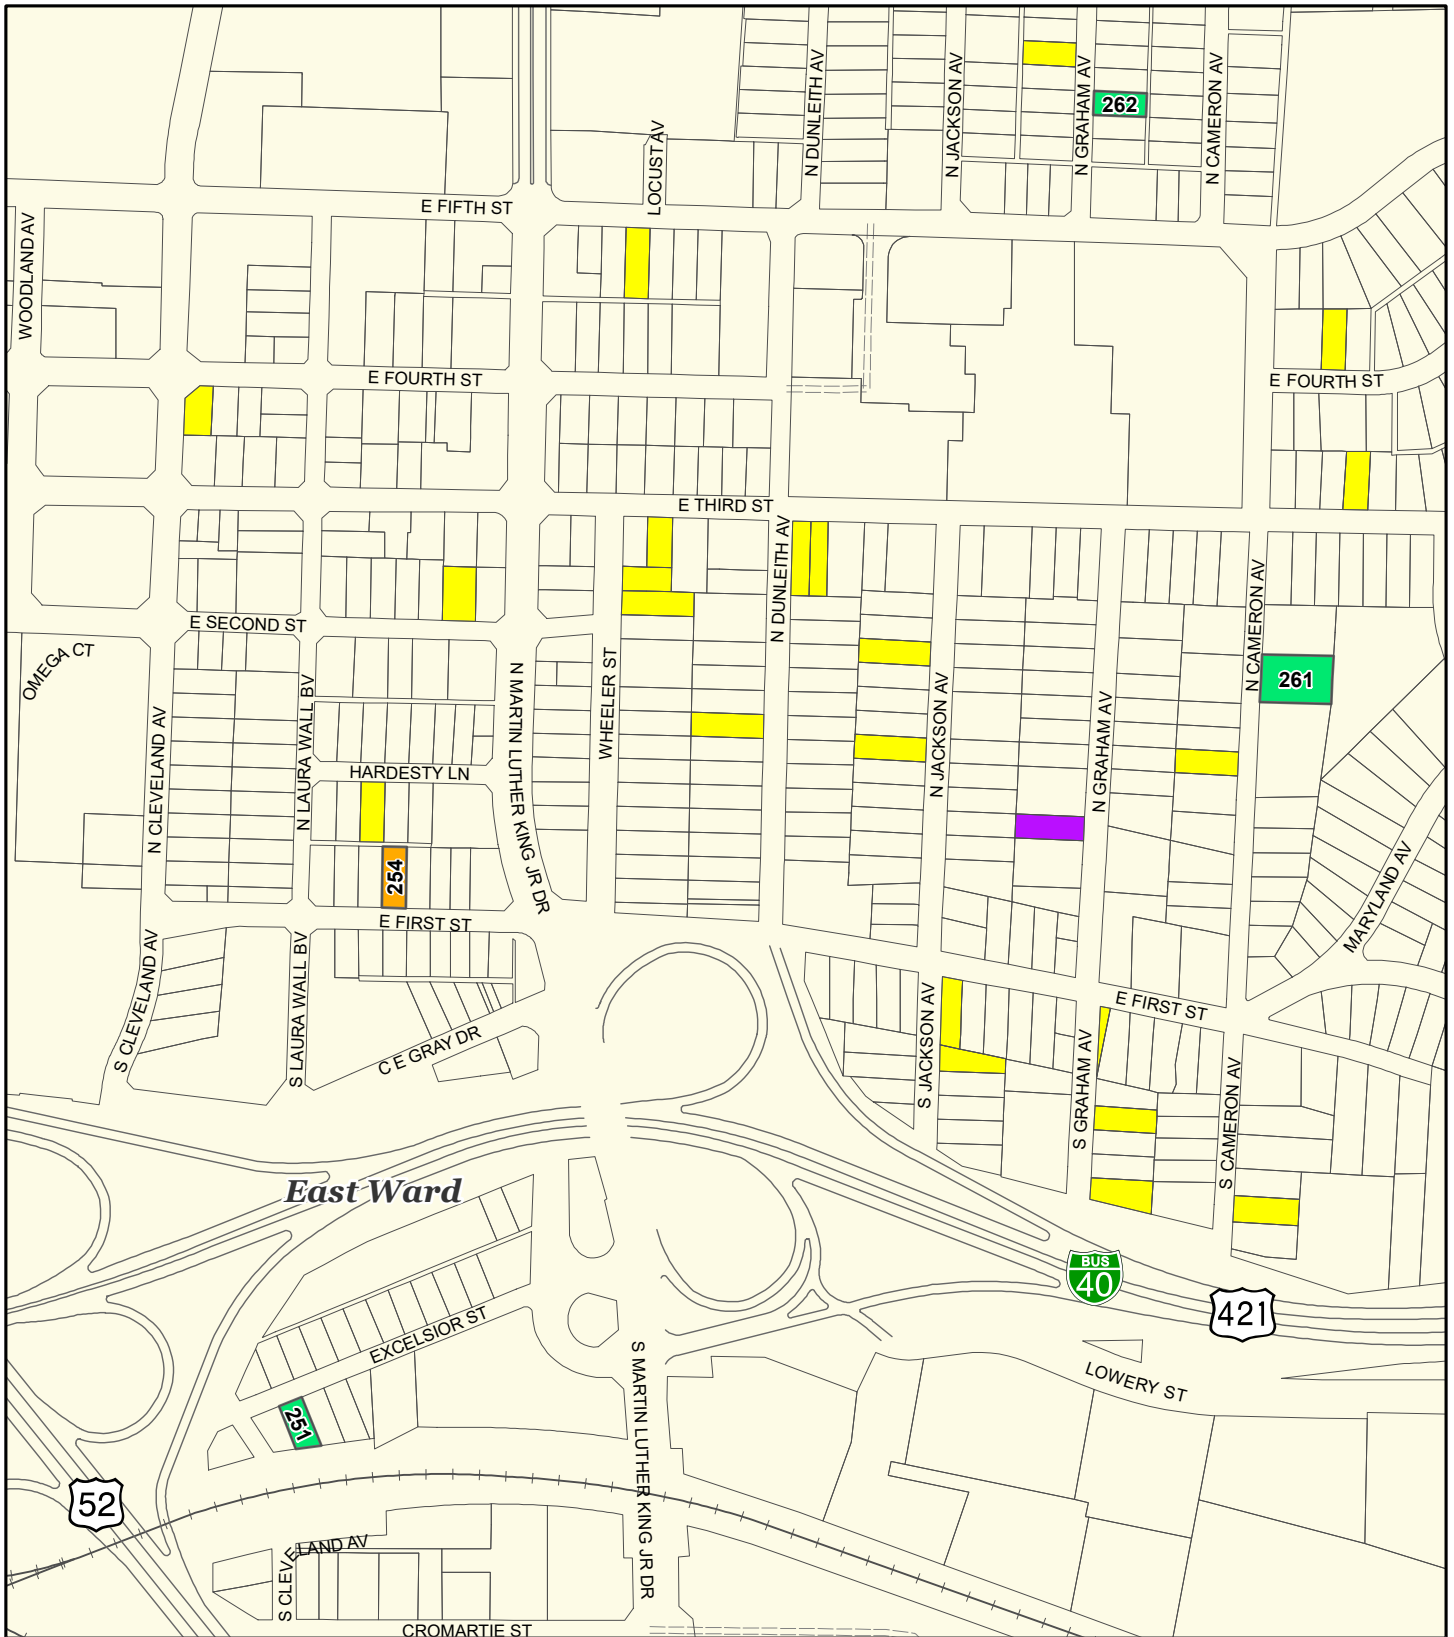 N DUNLEITH AV
N JACKSON AV
N GRAHAM AV
262
N CAMERON AV
LOCUST AV
E FIFTH ST
WOODLAND AV
E FOURTH ST
E FOURTH ST
E THIRD ST
N DUNLEITH AV
N CAMERON AV
E SECOND ST
OMEGA CT
261
N CLEVELAND AV
N LAURA WALL BV
N MARTIN LUTHER KING JR DR
WHEELER ST
N JACKSON AV
N GRAHAM AV
HARDESTY LN
254
MARYLAND AV
E FIRST ST
S CLEVELAND AV
S LAURA WALL BV
C E GRAY DR
E FIRST ST
S JACKSON AV
S GRAHAM AV
S CAMERON AV
East Ward
BUS
40
421
EXCELSIOR ST
LOWERY ST
251
S MARTIN LUTHER KING JR DR
52
S CLEVELAND AV
CROMARTIE ST